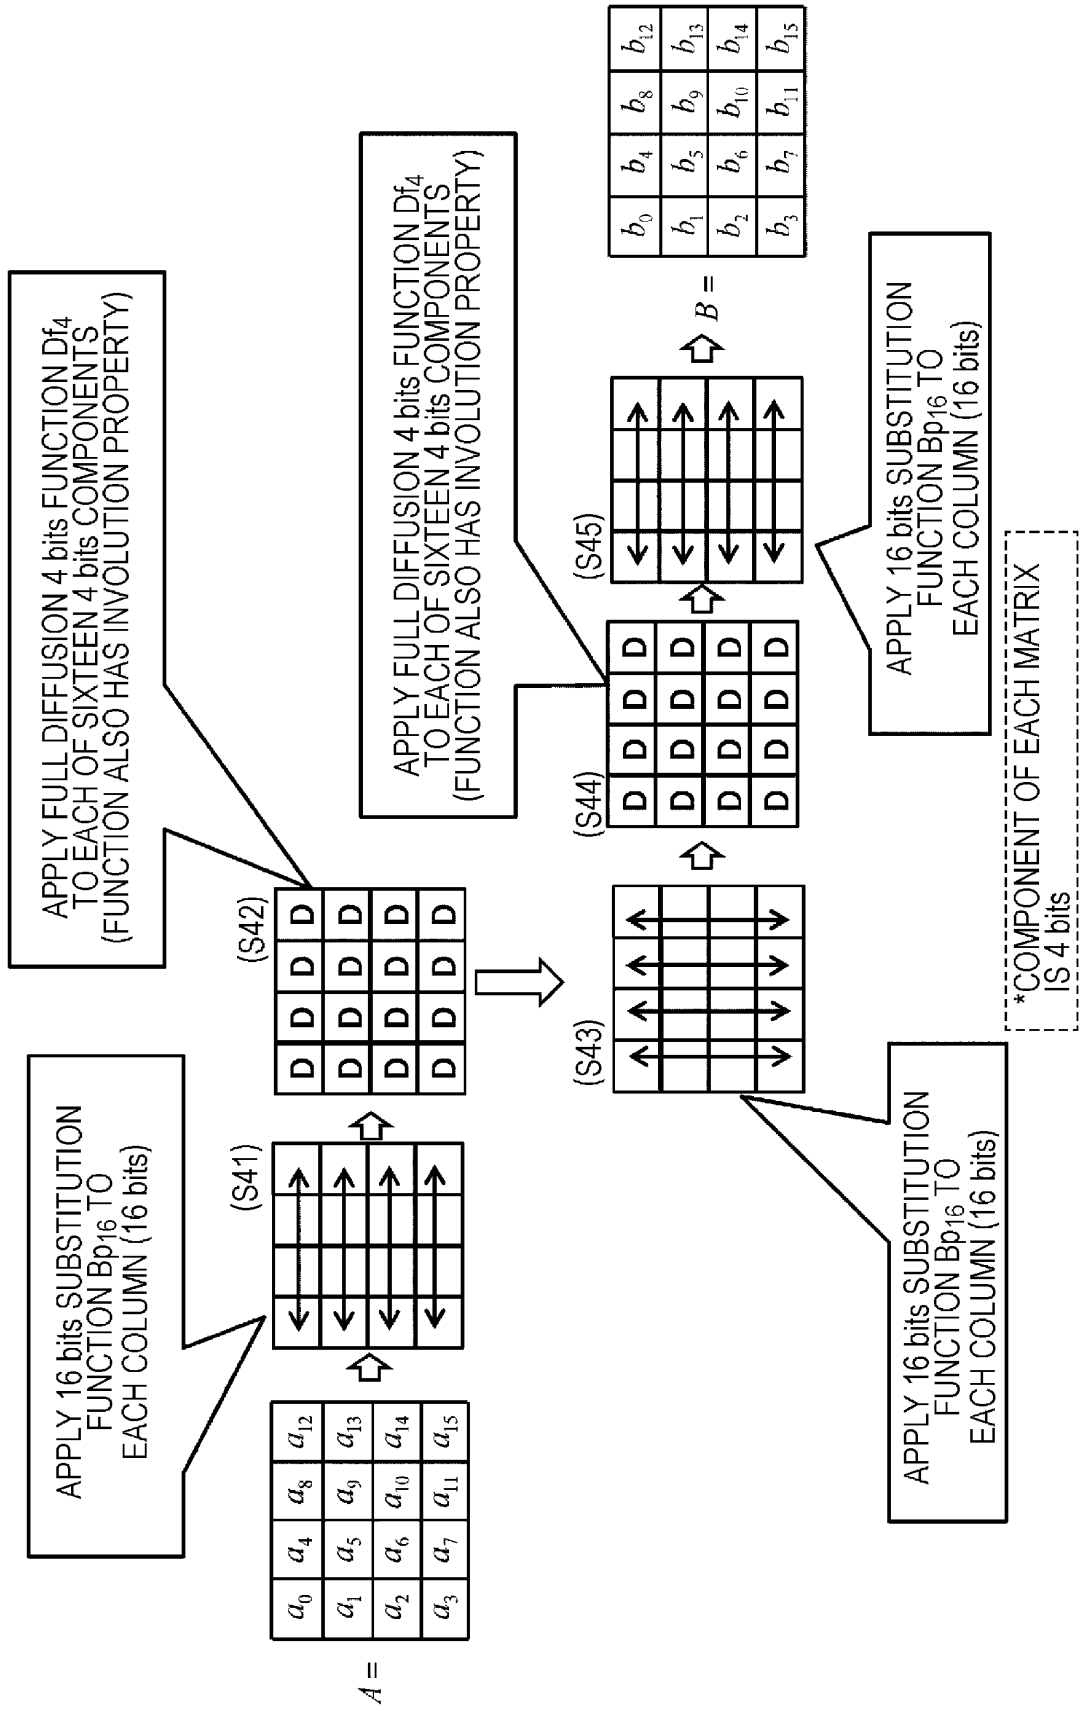 APPLY FULL DIFFUSION 4 bits FUNCTION Df4
TO EACH OF SIXTEEN 4 bits COMPONENTS
(FUNCTION ALSO HAS INVOLUTION PROPERTY)
APPLY 16 bits SUBSTITUTION
FUNCTION Bp16 TO
EACH COLUMN (16 bits)
(S41)
(S42)
A =
a0 a4 a8 a12
a1 a5 a9 a13
a2 a6 a10 a14
a3 a7 a11 a15
D D D D
D D D D
D D D D
D D D D
APPLY FULL DIFFUSION 4 bits FUNCTION Df4
TO EACH OF SIXTEEN 4 bits COMPONENTS
(FUNCTION ALSO HAS INVOLUTION PROPERTY)
(S43)
(S44)
(S45)
D D D D
D D D D
D D D D
D D D D
B =
b0 b4 b8 b12
b1 b5 b9 b13
b2 b6 b10 b14
b3 b7 b11 b15
APPLY 16 bits SUBSTITUTION
FUNCTION Bp16 TO
EACH COLUMN (16 bits)
APPLY 16 bits SUBSTITUTION
FUNCTION Bp16 TO
EACH COLUMN (16 bits)
*COMPONENT OF EACH MATRIX
IS 4 bits